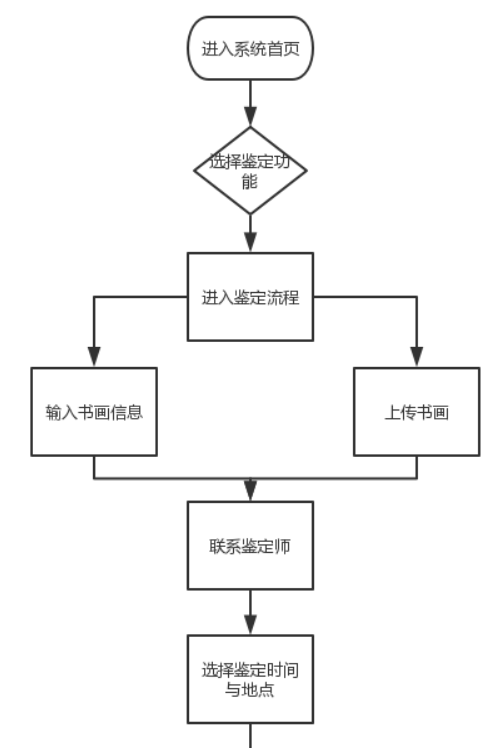 进入系统首页
选择鉴定功
能
进入鉴定流程
输入书画信息
上传书画
联系鉴定师
选择鉴定时间
与地点